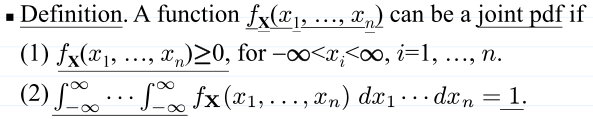 ▪ Definition. A function f_X(x_1, …, x_n) can be a joint pdf if
(1) f_X(x_1, …, x_n)≥0, for −∞<x_i<∞, i=1, …, n.
(2) ∫_{−∞}^{∞} ⋯ ∫_{−∞}^{∞} f_X(x_1, . . . , x_n) dx_1 ⋯ dx_n = 1.